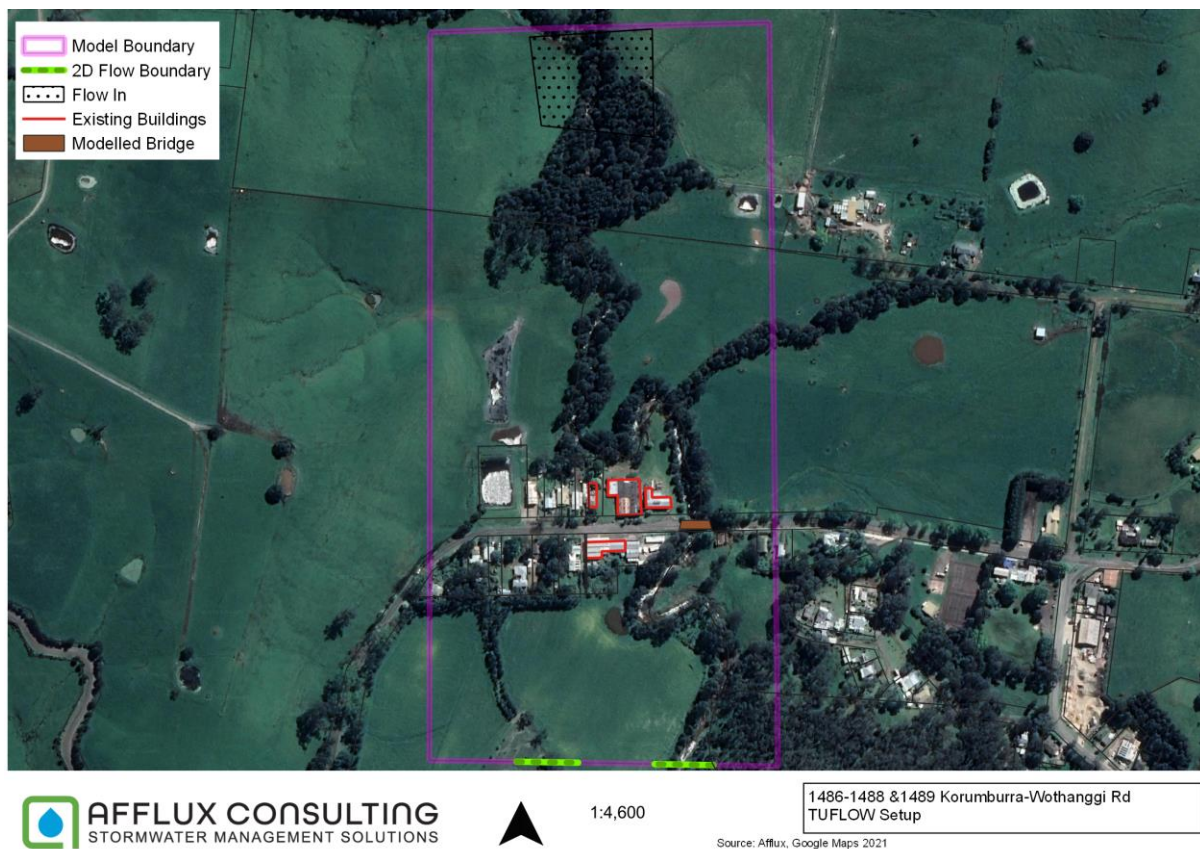 Model Boundary
2D Flow Boundary
Flow In
Existing Buildings
Modelled Bridge
AFFLUX CONSULTING
STORMWATER MANAGEMENT SOLUTIONS
1:4,600
1486-1488 &1489 Korumburra-Wothanggi Rd
TUFLOW Setup
Source: Afflux, Google Maps 2021